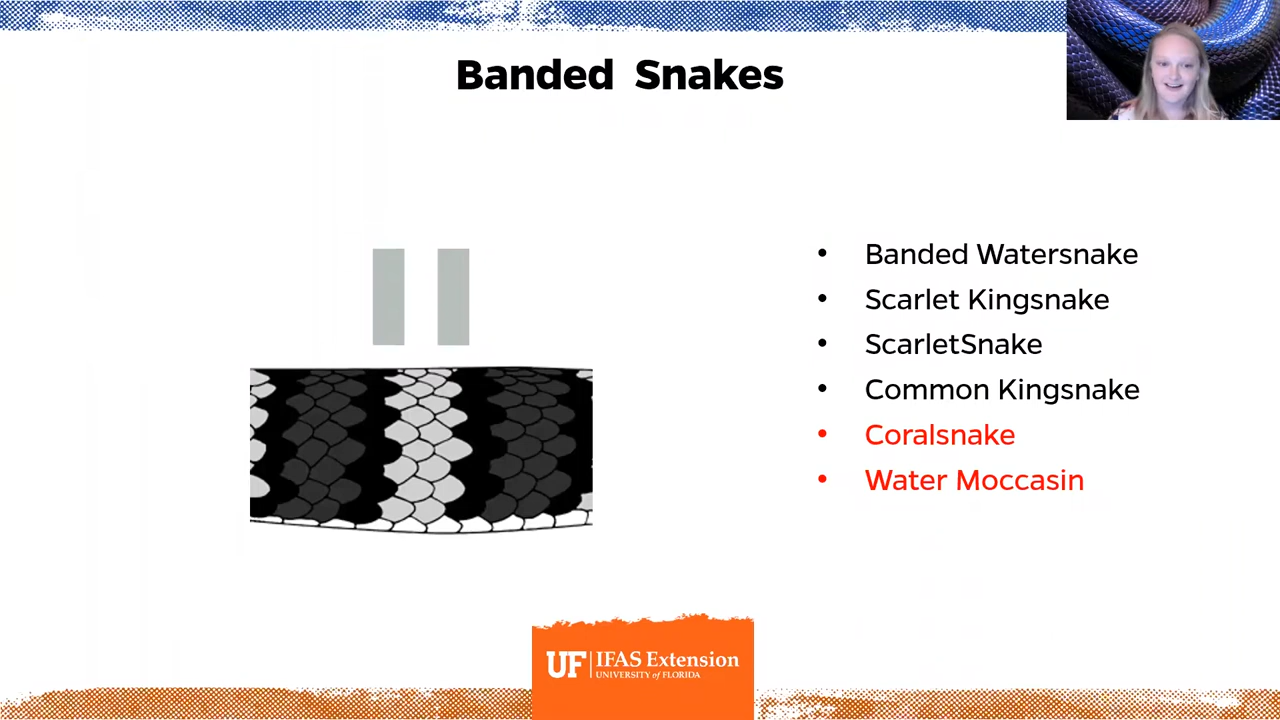 Banded Snakes
• Banded Watersnake
• Scarlet Kingsnake
• ScarletSnake
• Common Kingsnake
• Coralsnake
• Water Moccasin
UF IFAS Extension
UNIVERSITY of FLORIDA